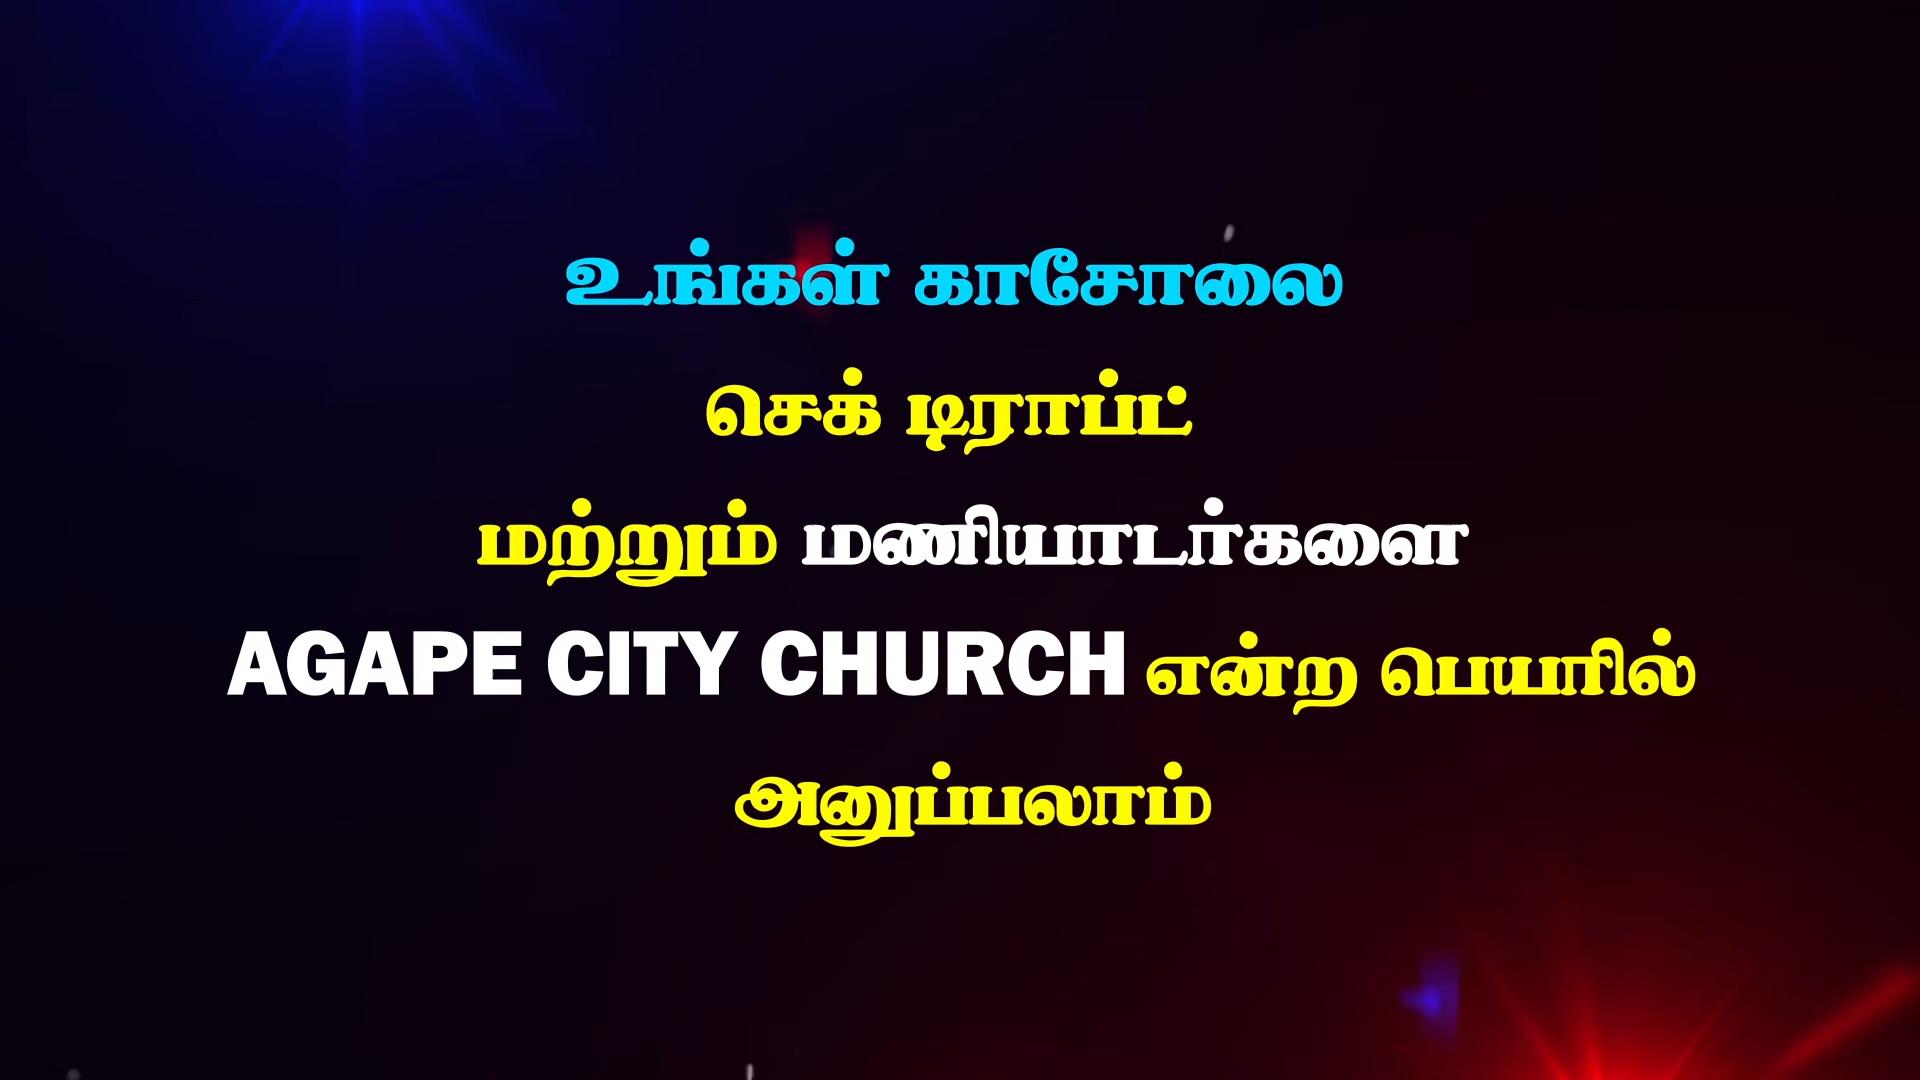 உங்கள் காசோலை
செக் டிராப்ட்
மற்றும் மணியாடர்களை
AGAPE CITY CHURCH என்ற பெயரில்
அனுப்பலாம்